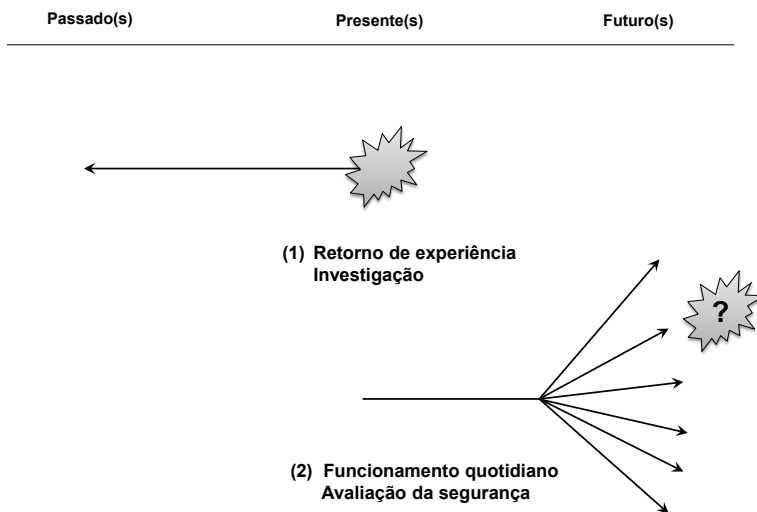 Passado(s) Presente(s) Futuro(s)
(1) Retorno de experiência
Investigação
?
(2) Funcionamento quotidiano
Avaliação da segurança